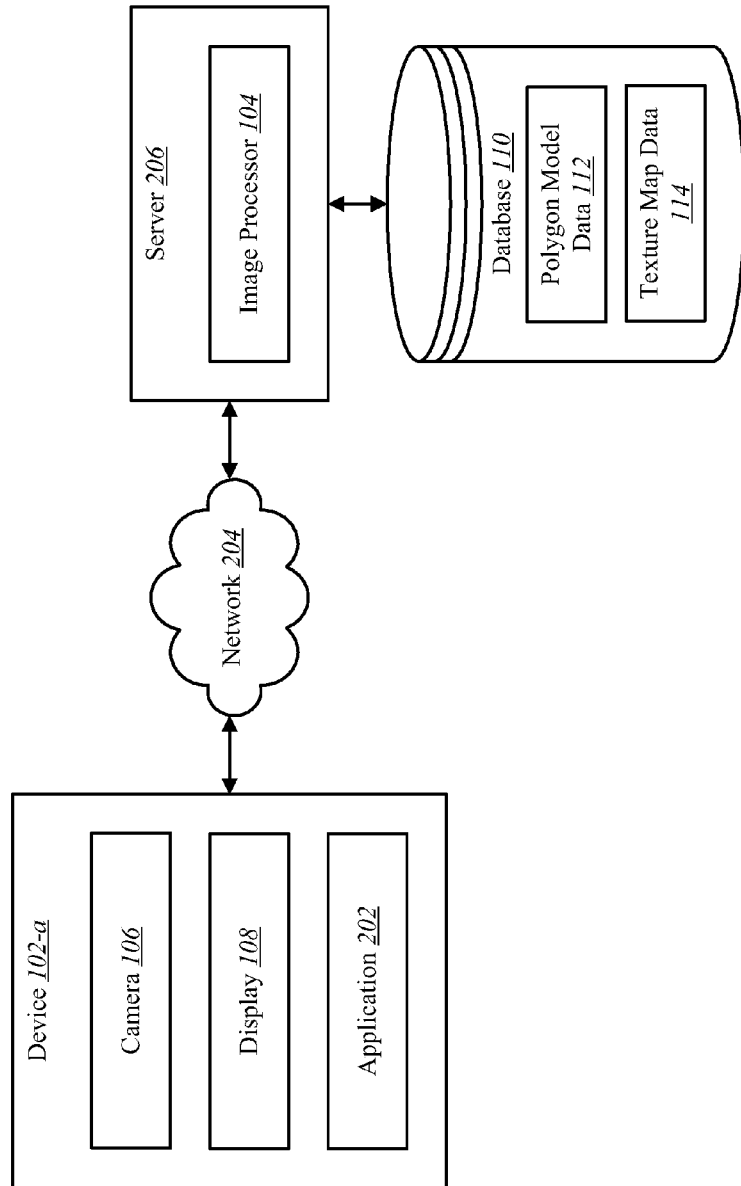 Device 102-a
Camera 106
Display 108
Application 202
Network 204
Server 206
Image Processor 104
Database 110
Polygon Model
Data 112
Texture Map Data
114